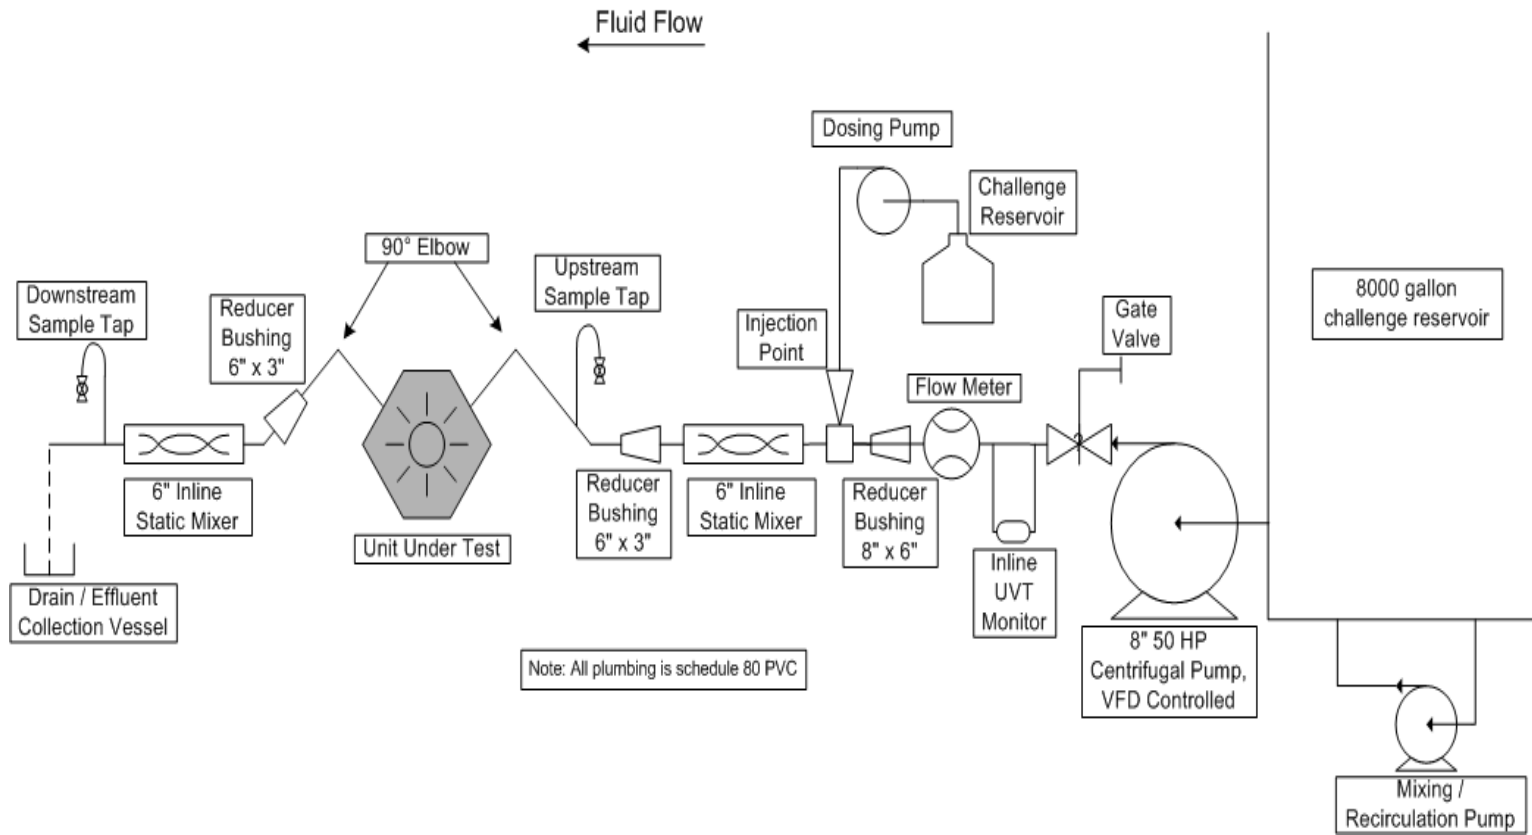 Fluid Flow
Dosing Pump
Challenge
Reservoir
90° Elbow
Upstream
Sample Tap
Downstream
Sample Tap
Reducer
Bushing
6" x 3"
Injection
Point
Gate
Valve
8000 gallon
challenge reservoir
Flow Meter
6" Inline
Static Mixer
Unit Under Test
Reducer
Bushing
6" x 3"
6" Inline
Static Mixer
Reducer
Bushing
8" x 6"
Inline
UVT
Monitor
Drain / Effluent
Collection Vessel
8" 50 HP
Centrifugal Pump,
VFD Controlled
Note: All plumbing is schedule 80 PVC
Mixing /
Recirculation Pump